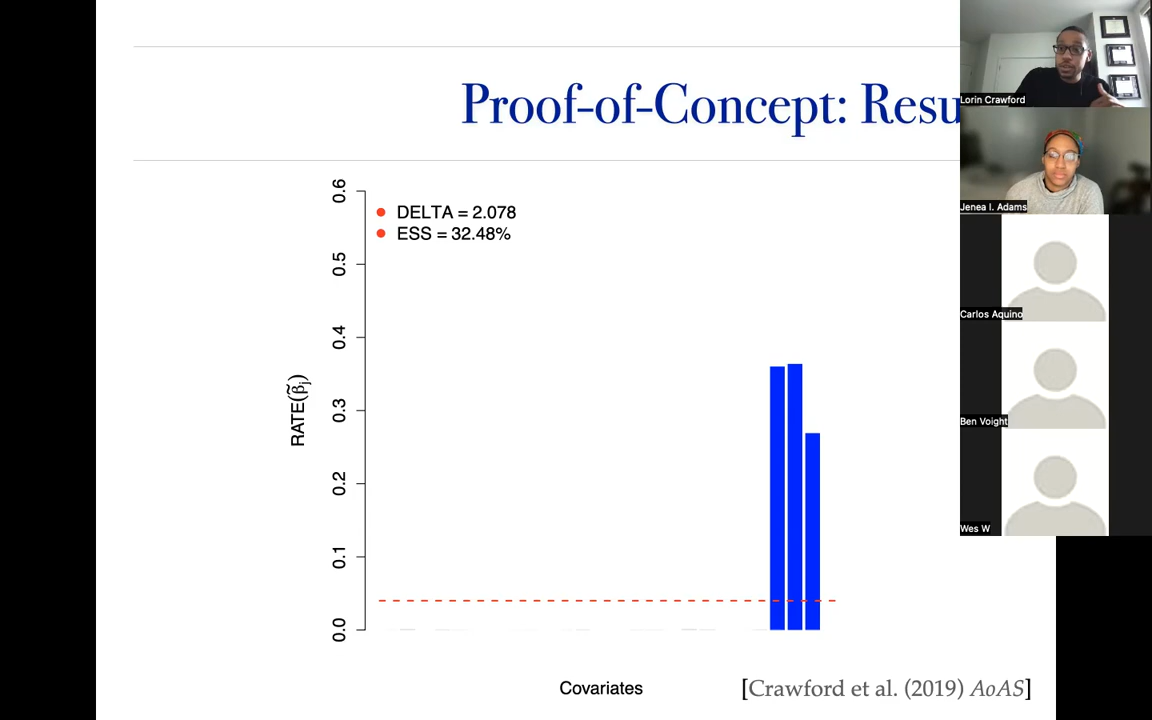 Proof-of-Concept: Resu
DELTA = 2.078
ESS = 32.48%
0.6
0.5
0.4
0.3
0.2
0.1
0.0
RATE(β̃j)
Covariates
[Crawford et al. (2019) AoAS]
Lorin Crawford
Jenea I. Adams
Carlos Aquino
Ben Voight
Wes W